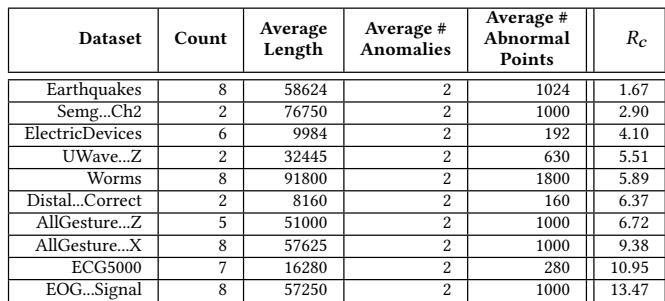 Dataset Count Average Length Average # Anomalies Average # Abnormal Points Rc
Earthquakes 8 58624 2 1024 1.67
Semg...Ch2 2 76750 2 1000 2.90
ElectricDevices 6 9984 2 192 4.10
UWave...Z 2 32445 2 630 5.51
Worms 8 91800 2 1800 5.89
Distal...Correct 2 8160 2 160 6.37
AllGesture...Z 5 51000 2 1000 6.72
AllGesture...X 8 57625 2 1000 9.38
ECG5000 7 16280 2 280 10.95
EOG...Signal 8 57250 2 1000 13.47